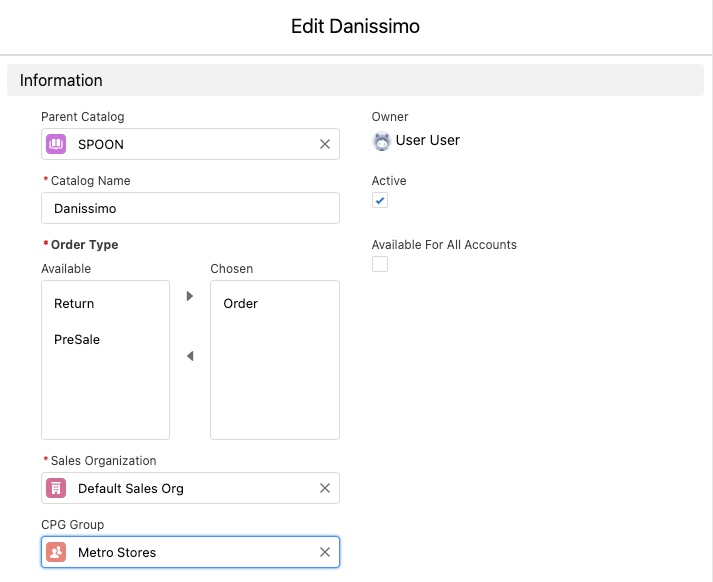 Edit Danissimo
Information
Parent Catalog
SPOON
Owner
User User
* Catalog Name
Danissimo
Active
* Order Type
Available
Return
PreSale
Chosen
Order
Available For All Accounts
* Sales Organization
Default Sales Org
CPG Group
Metro Stores